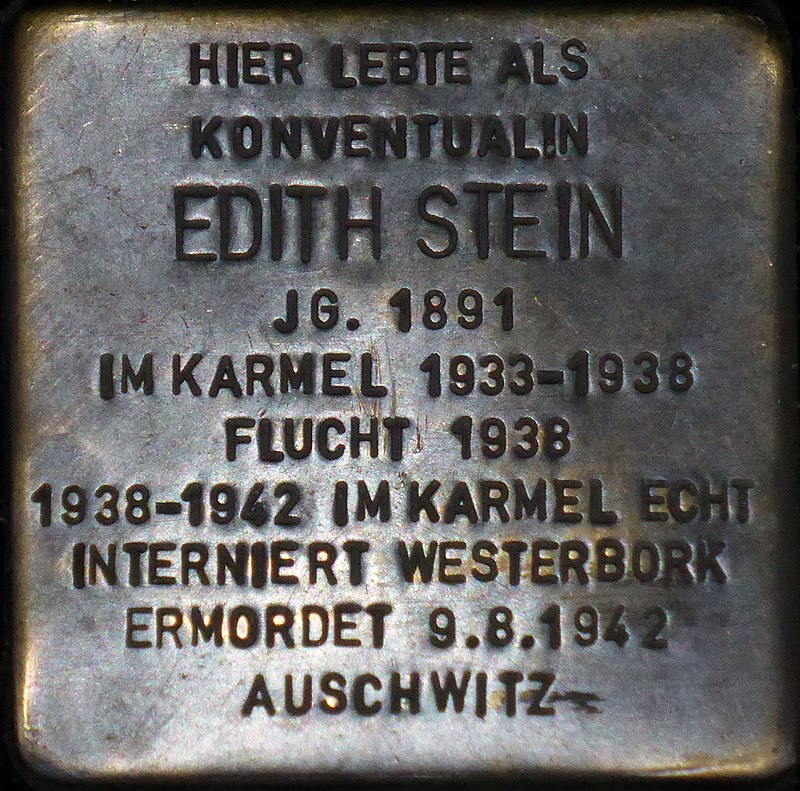 HIER LEBTE ALS
KONVENTUALIN
EDITH STEIN
JG. 1891
IM KARMEL 1933-1938
FLUCHT 1938
1938-1942 IM KARMEL ECHT
INTERNIERT WESTERBORK
ERMORDET 9.8.1942
AUSCHWITZ